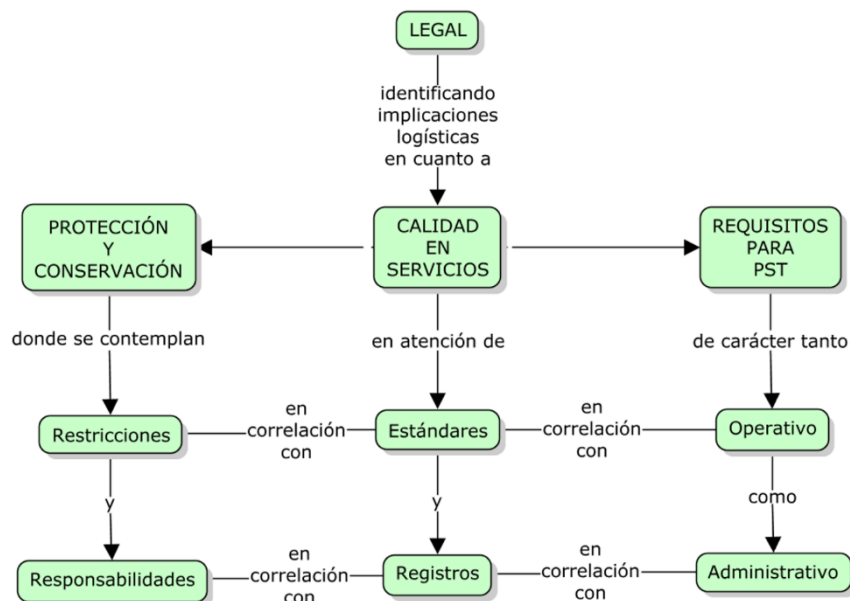 LEGAL
identificando
implicaciones
logísticas
en cuanto a
PROTECCIÓN
Y
CONSERVACIÓN
CALIDAD
EN
SERVICIOS
REQUISITOS
PARA
PST
donde se contemplan
en atención de
de carácter tanto
Restricciones
en
correlación
con
Estándares
en
correlación
con
Operativo
y
y
como
Responsabilidades
en
correlación
con
Registros
en
correlación
con
Administrativo